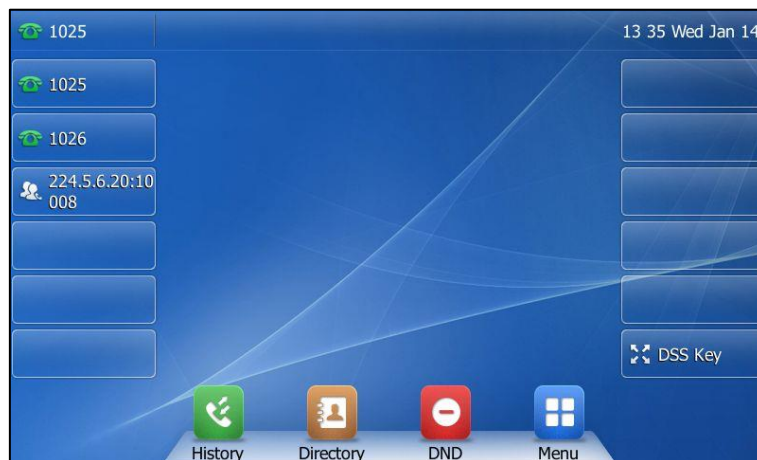 1025
13 35 Wed Jan 14
1025
1026
224.5.6.20:10
008
DSS Key
History
Directory
DND
Menu